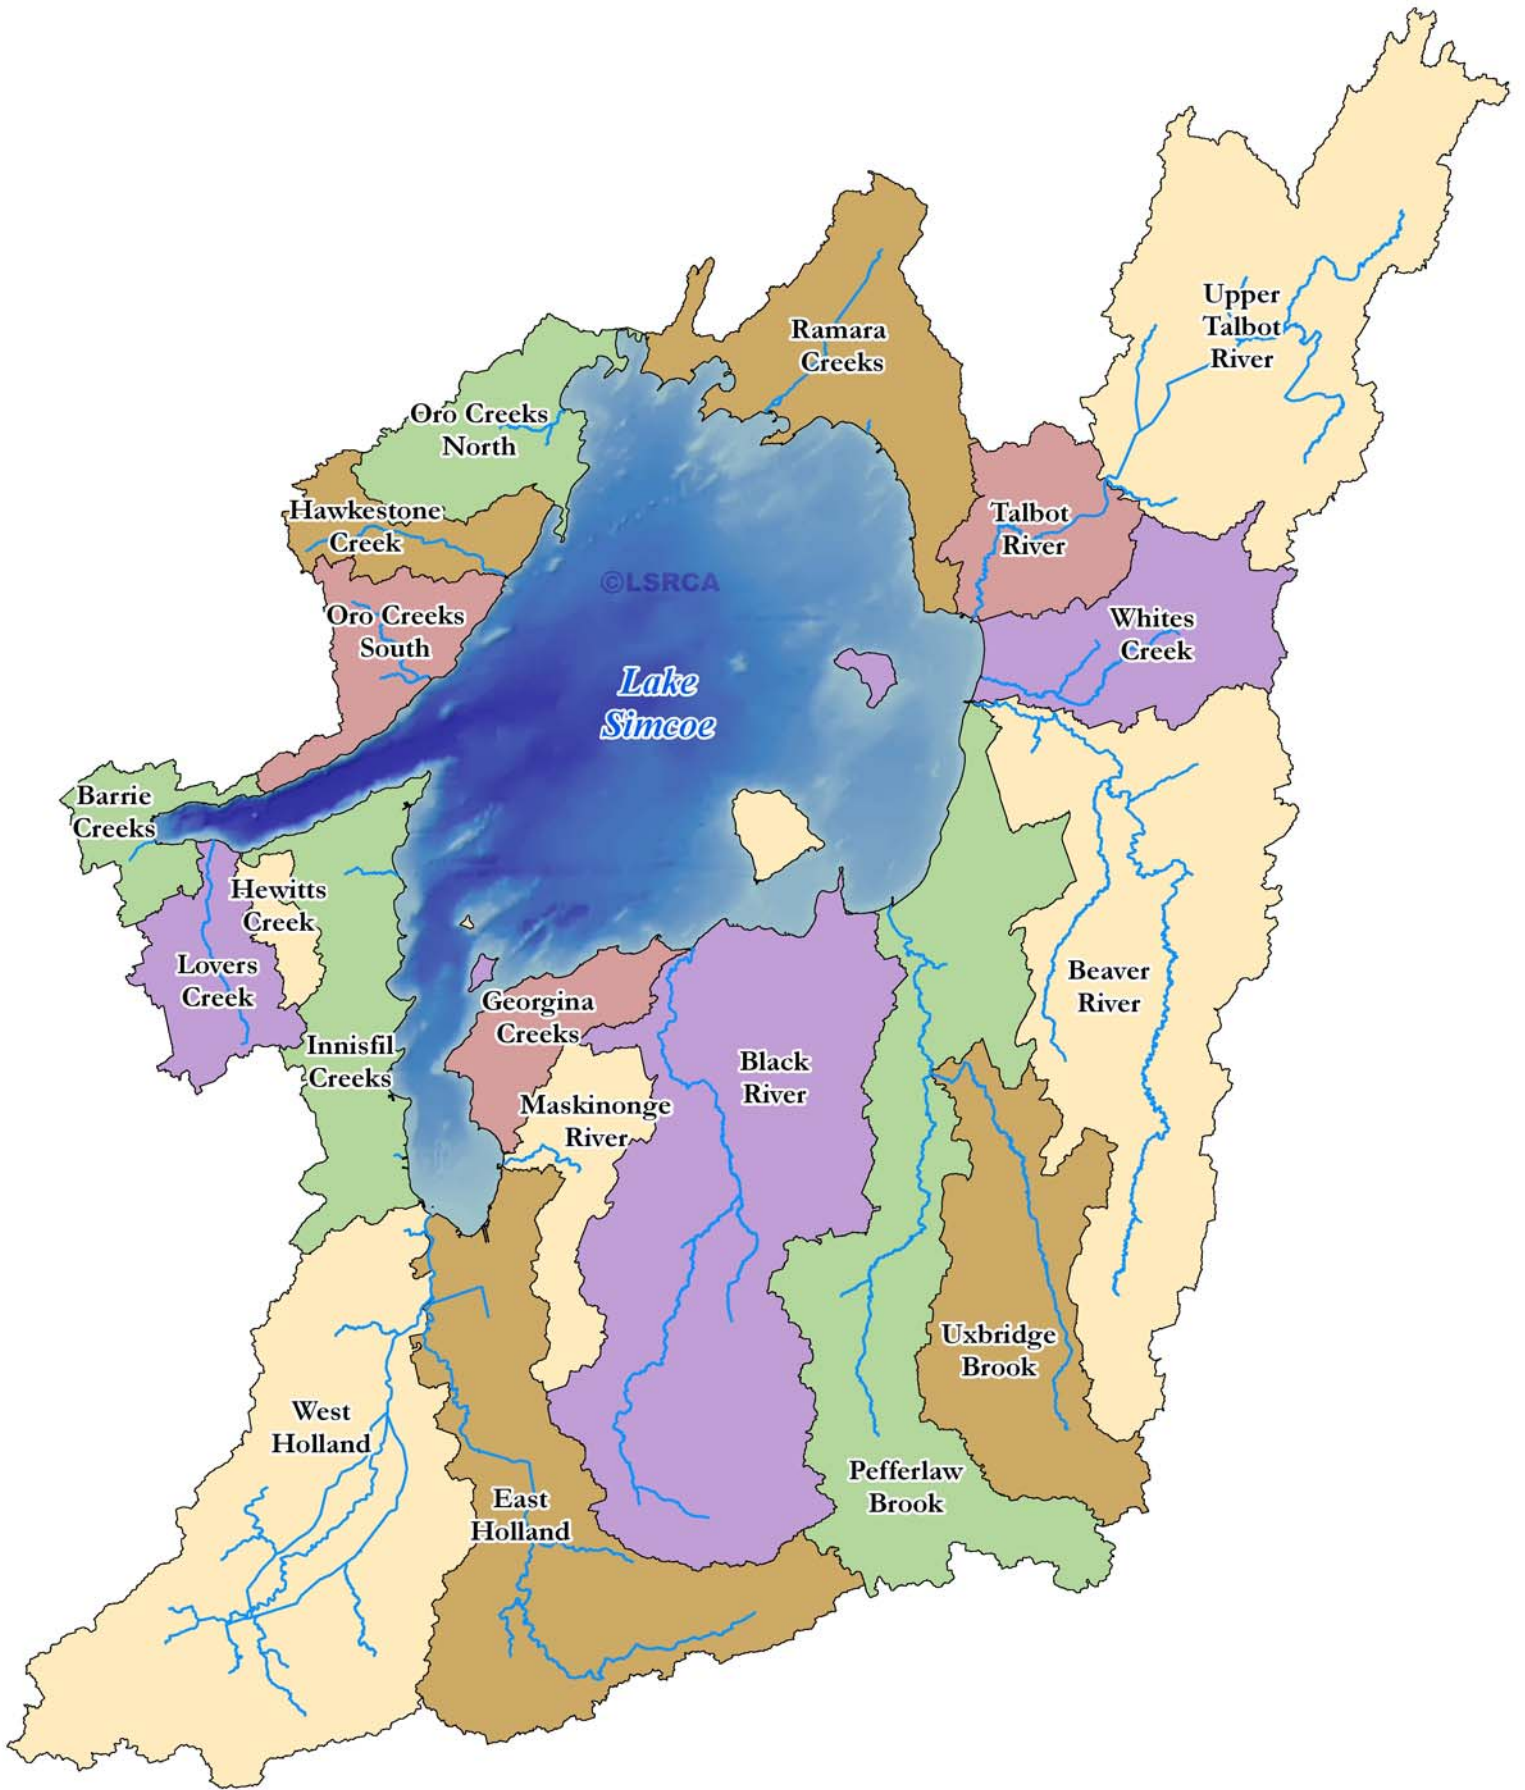 Upper
Talbot
River
Ramara
Creeks
Oro Creeks
North
Hawkestone
Creek
Talbot
River
©LSRCA
Oro Creeks
South
Whites
Creek
Lake
Simcoe
Barrie
Creeks
Hewitts
Creek
Lovers
Creek
Beaver
River
Georgina
Creeks
Innisfil
Creeks
Black
River
Maskinonge
River
Uxbridge
Brook
West
Holland
Pefferlaw
Brook
East
Holland